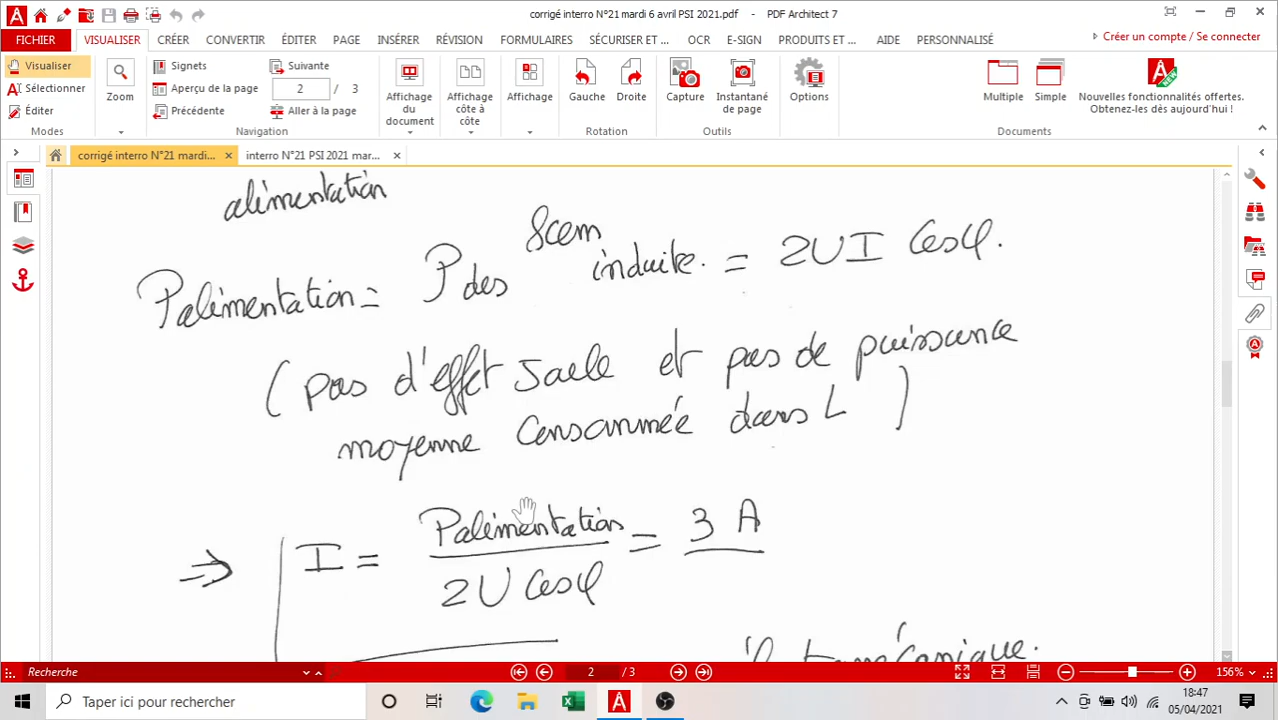 corrigé interro N°21 mardi 6 avril PSI 2021.pdf - PDF Architect 7
FICHIER VISUALISER CRÉER CONVERTIR ÉDITER PAGE INSÉRER RÉVISION FORMULAIRES SÉCURISER ET ... OCR E-SIGN PRODUITS ET ... AIDE PERSONNALISÉ Créer un compte / Se connecter
Visualiser
Sélectionner
Éditer
Modes
Zoom
Signets
Aperçu de la page
Précédente
Suivante
2 / 3
Aller à la page
Navigation
Affichage du document
Affichage côte à côte
Affichage
Gauche Droite
Rotation
Capture
Instantané de page
Outils
Options
Multiple Simple
Nouvelles fonctionnalités offertes.
Obtenez-les dès aujourd'hui !
Documents
corrigé interro N°21 mardi... × interro N°21 PSI 2021 mar... ×
alimentation
Palimentation = P des 8cem induite. = 2UI Cosφ.
(pas d'effet Joule et pas de puissance
moyenne consommée dans L)
⇒ I = Palimentation / 2U Cosφ = 3 A
Recherche 2 / 3 156%
Taper ici pour rechercher
18:47
05/04/2021